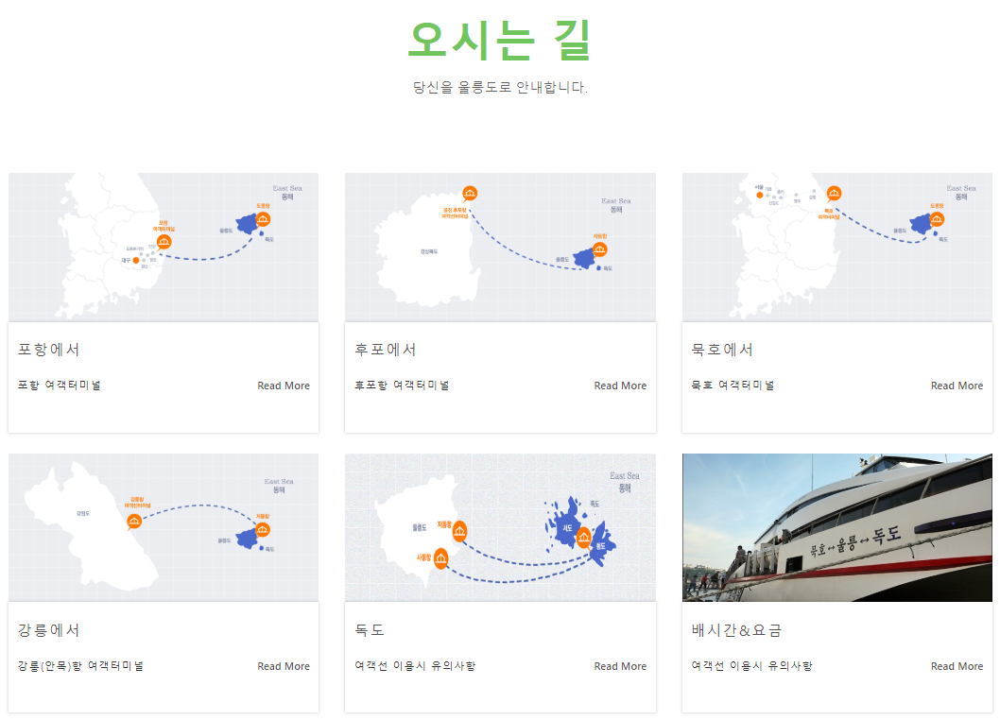 오시는 길
당신을 울릉도로 안내합니다.
East Sea
동해
도동항
울릉도
독도
포항
여객터미널
대구
포항에서
포항 여객터미널
Read More
East Sea
동해
울진 후포항
여객선터미널
경상북도
사동항
울릉도
독도
후포에서
후포항 여객터미널
Read More
서울
East Sea
동해
묵호
여객터미널
도동항
울릉도
독도
묵호에서
묵호 여객터미널
Read More
East Sea
동해
강릉항
여객선터미널
강원도
저동항
울릉도
독도
강릉에서
강릉(안목)항 여객터미널
Read More
East Sea
동해
독도
울릉도
저동항
서도
동도
사동항
독도
여객선 이용시 유의사항
Read More
묵호↔울릉↔독도
배시간&요금
여객선 이용시 유의사항
Read More